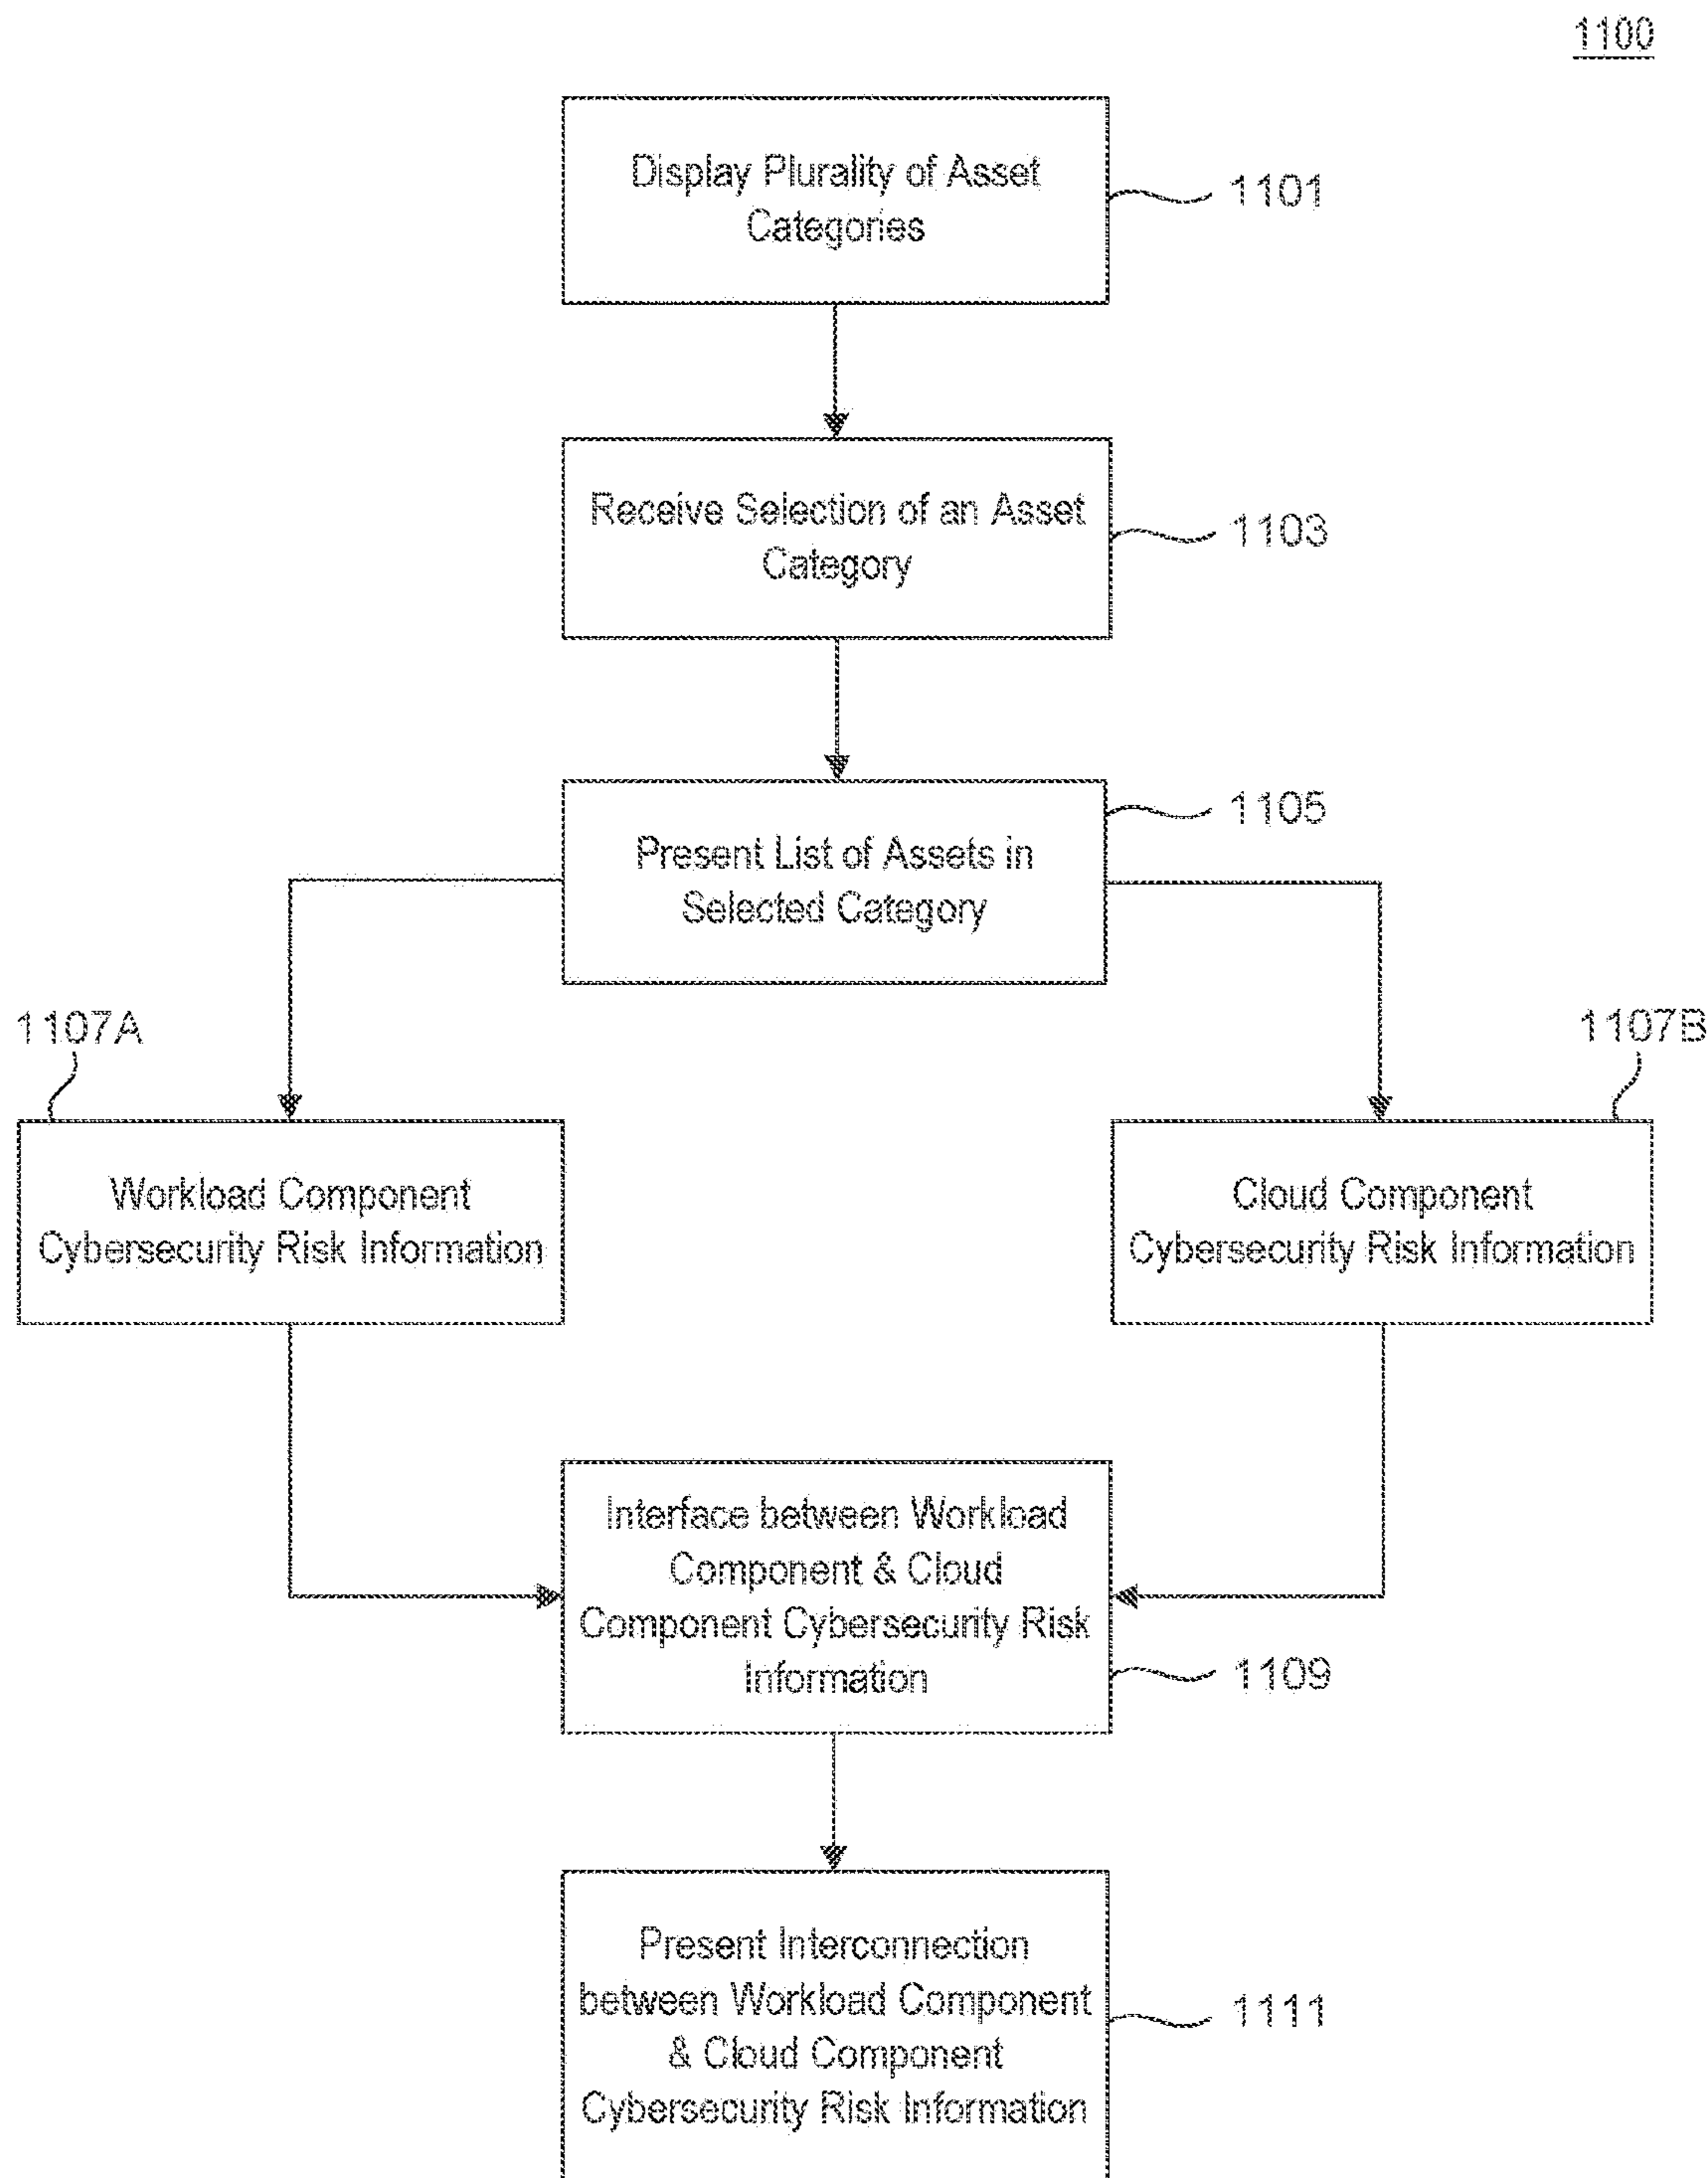 1100
Display Plurality of Asset
Categories
1101
Receive Selection of an Asset
Category
1103
Present List of Assets in
Selected Category
1105
1107A
1107B
Workload Component
Cybersecurity Risk Information
Cloud Component
Cybersecurity Risk Information
Interface between Workload
Component & Cloud
Component Cybersecurity Risk
Information
1109
Present Interconnection
between Workload Component
& Cloud Component
Cybersecurity Risk Information
1111